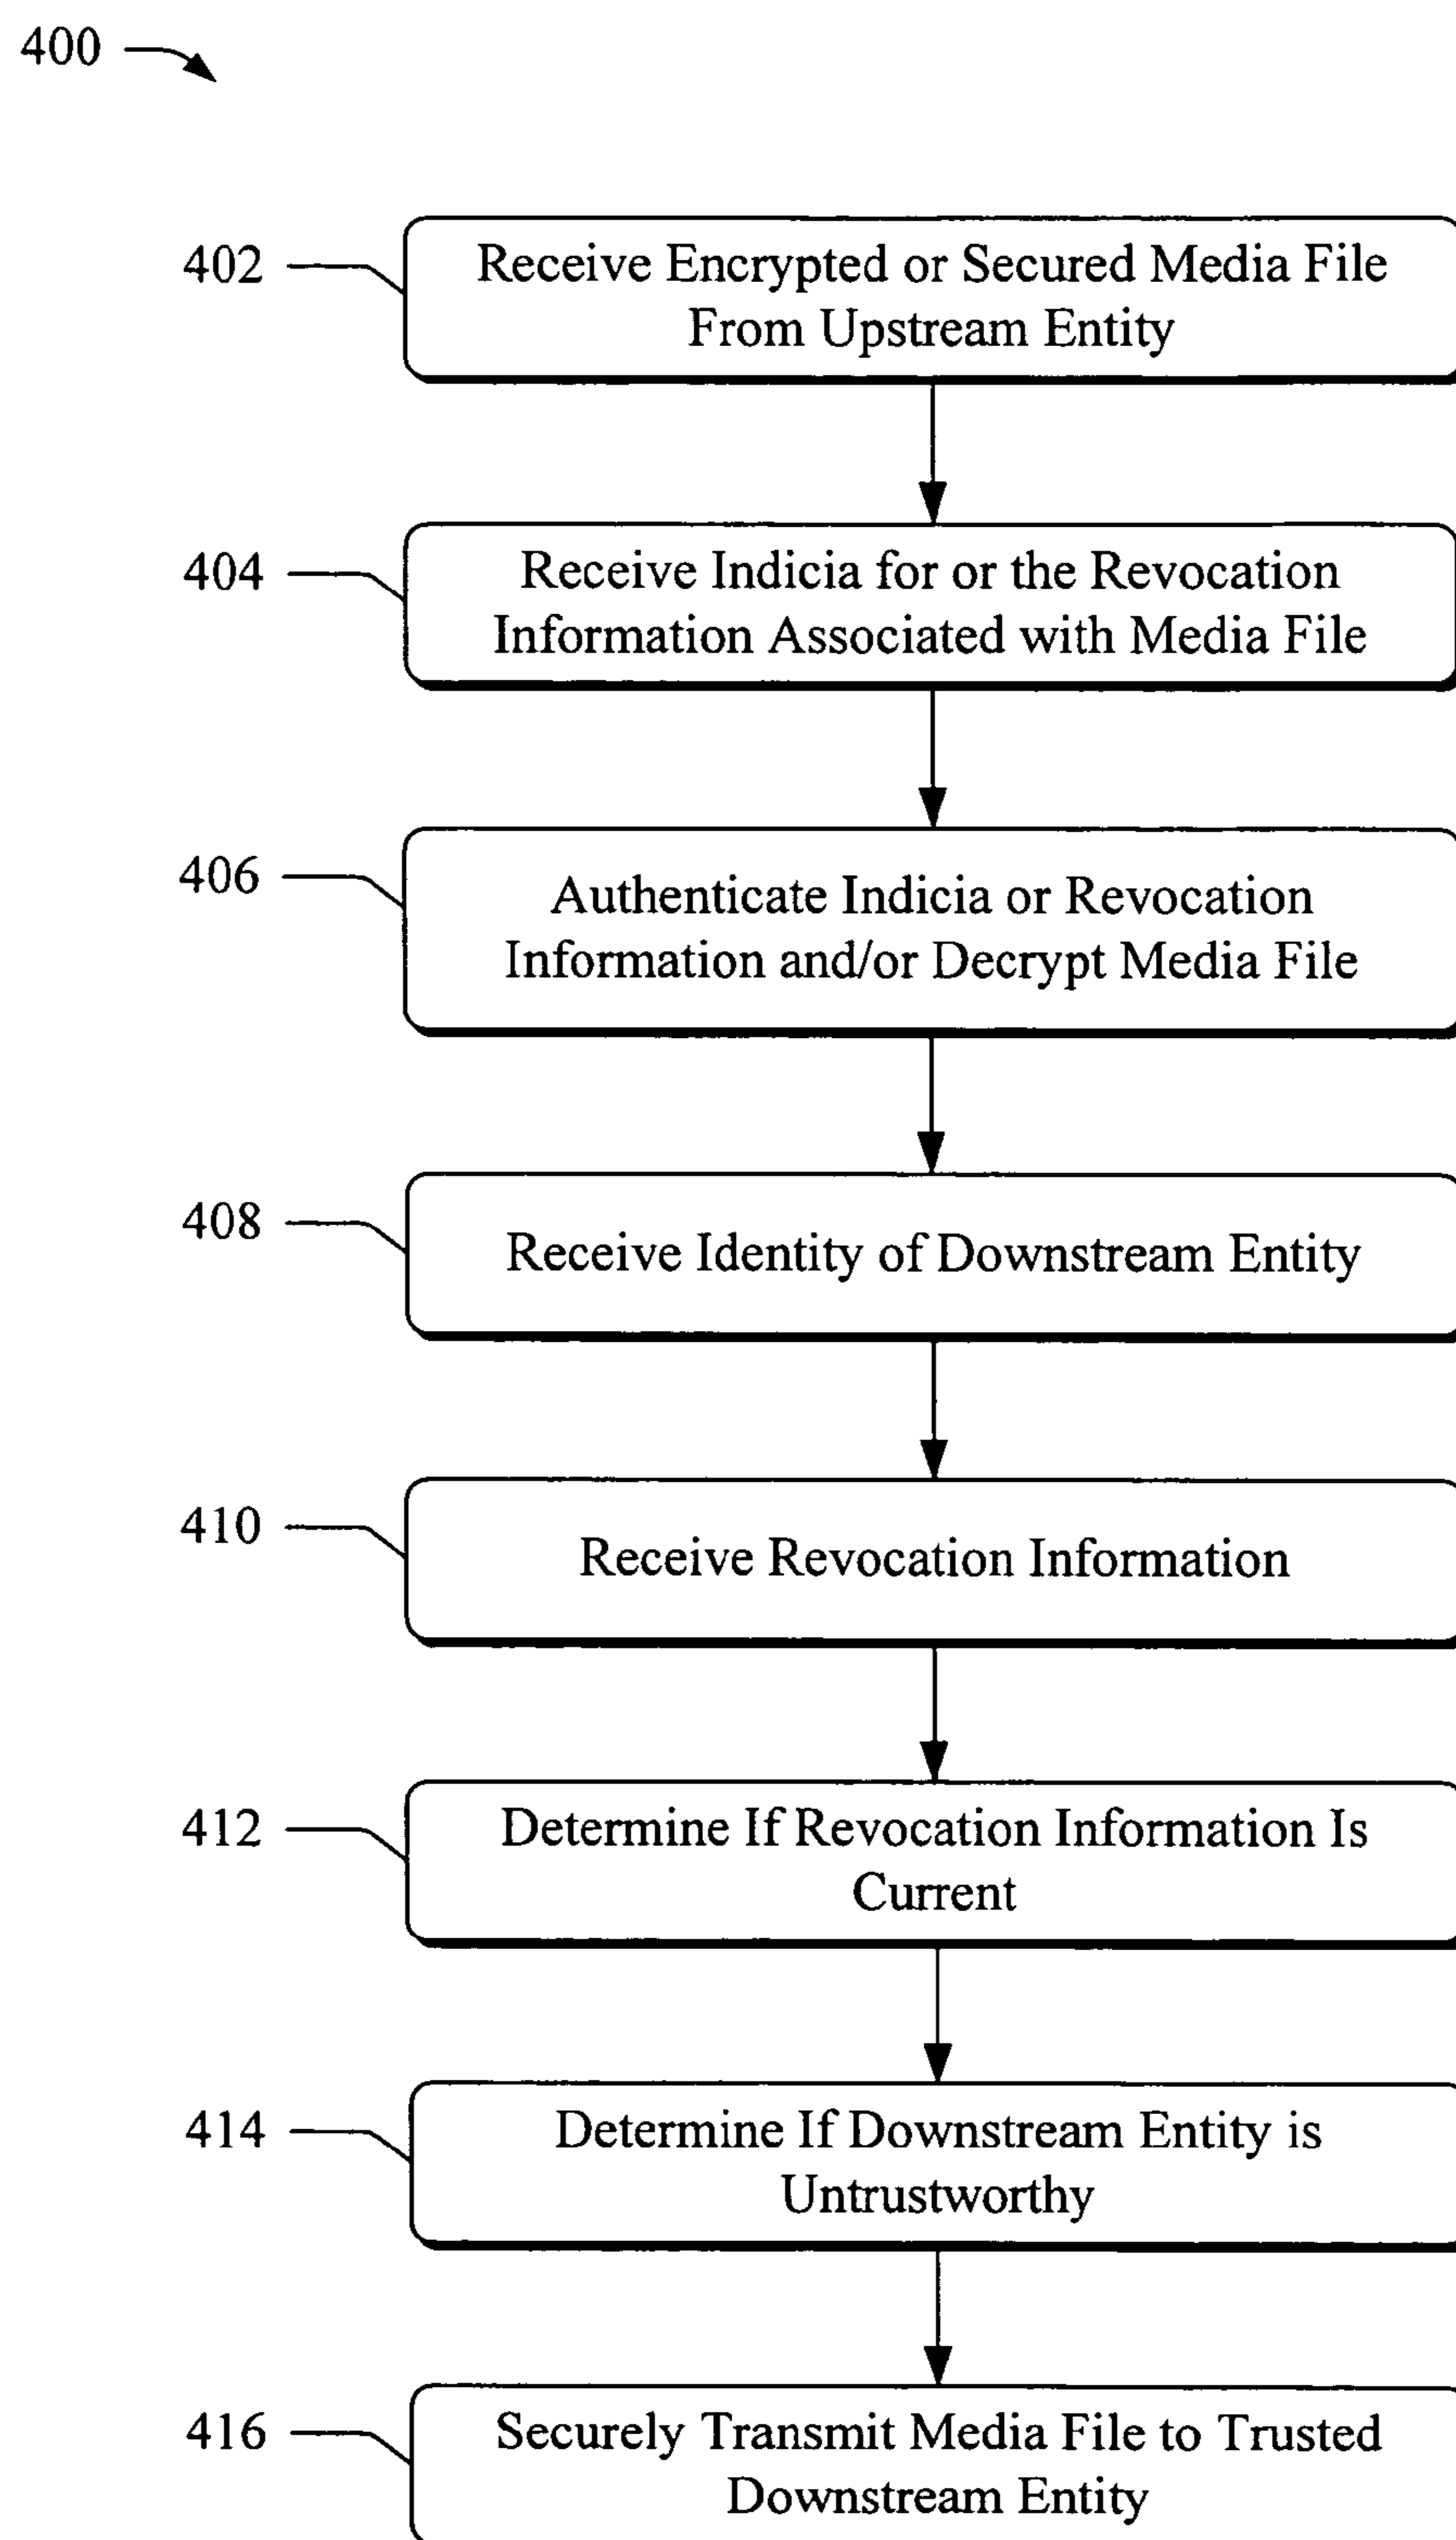 400
402
Receive Encrypted or Secured Media File
From Upstream Entity
404
Receive Indicia for or the Revocation
Information Associated with Media File
406
Authenticate Indicia or Revocation
Information and/or Decrypt Media File
408
Receive Identity of Downstream Entity
410
Receive Revocation Information
412
Determine If Revocation Information Is
Current
414
Determine If Downstream Entity is
Untrustworthy
416
Securely Transmit Media File to Trusted
Downstream Entity